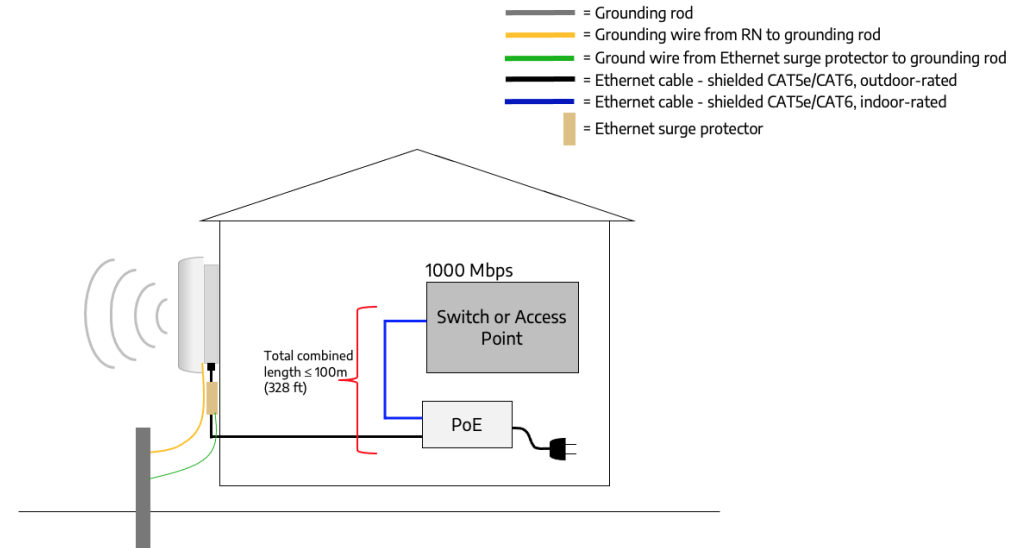 = Grounding rod
= Grounding wire from RN to grounding rod
= Ground wire from Ethernet surge protector to grounding rod
= Ethernet cable - shielded CAT5e/CAT6, outdoor-rated
= Ethernet cable - shielded CAT5e/CAT6, indoor-rated
= Ethernet surge protector
1000 Mbps
Switch or Access
Point
Total combined
length ≤ 100m
(328 ft)
PoE